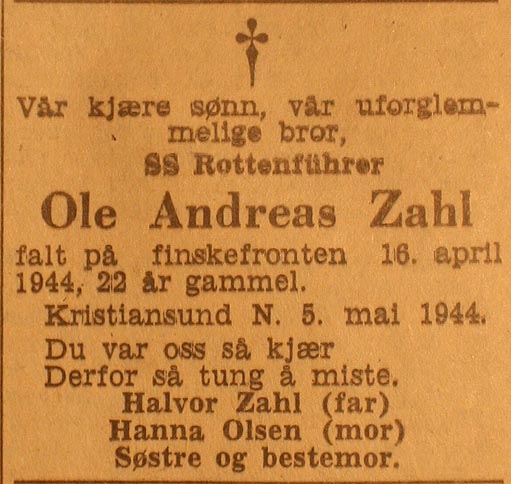 Vår kjære sønn, vår uforglem-
melige bror,
SS Rottenführer
Ole Andreas Zahl
falt på finskefronten 16. april
1944, 22 år gammel.
Kristiansund N. 5. mai 1944.
Du var oss så kjær
Derfor så tung å miste.
Halvor Zahl (far)
Hanna Olsen (mor)
Søstre og bestemor.